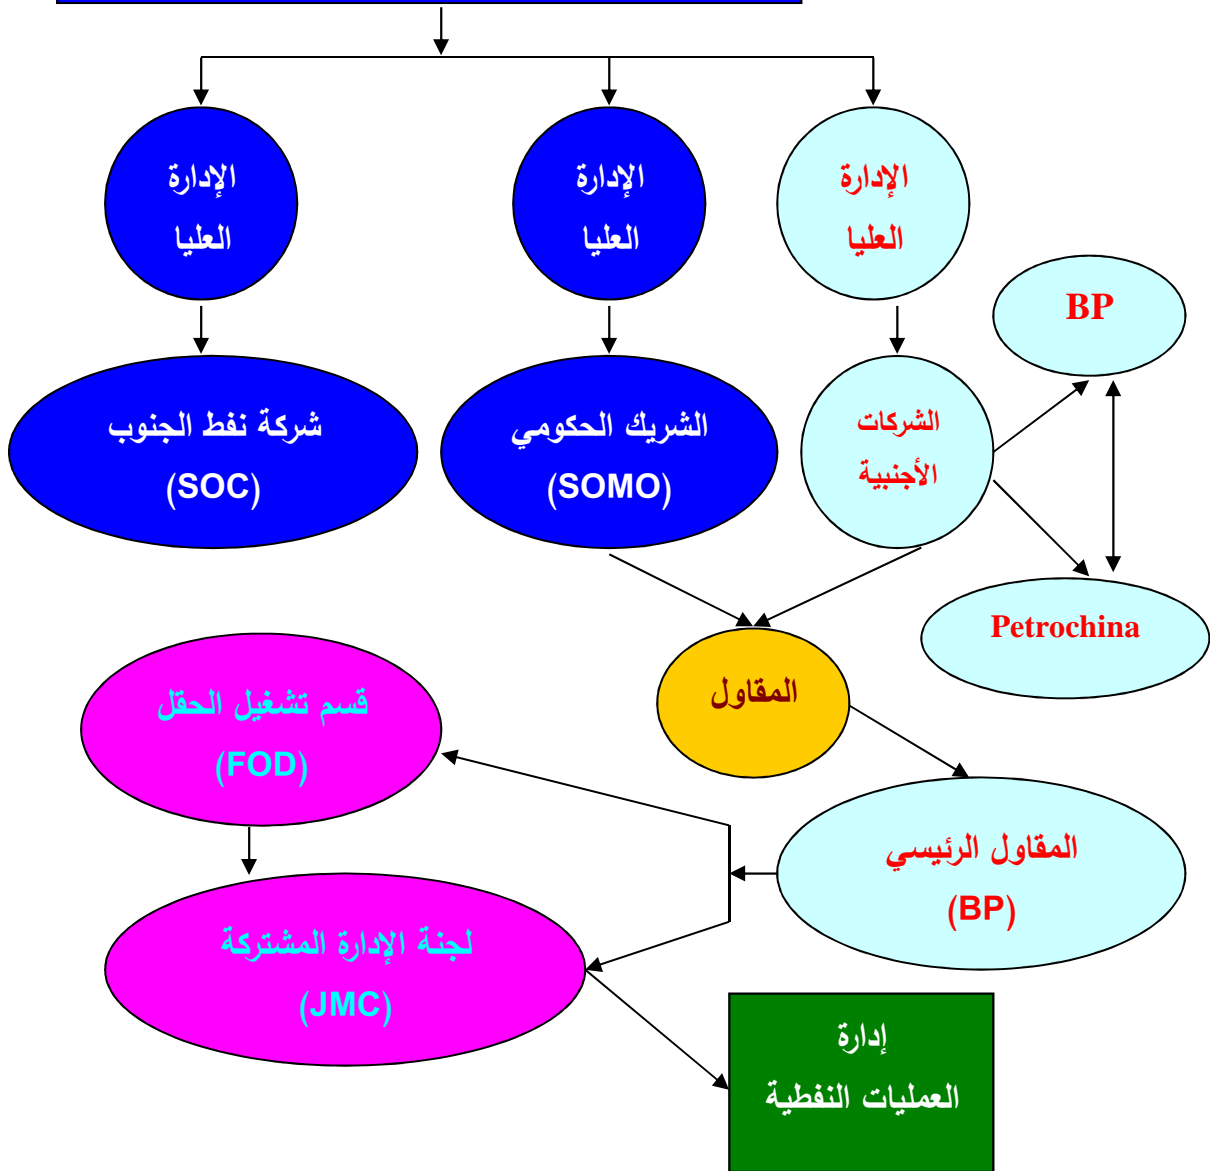 الإدارة
العليا
الإدارة
العليا
الإدارة
العليا
BP
الشركات
الأجنبية
الشريك الحكومي
(SOMO)
شركة نفط الجنوب
(SOC)
Petrochina
المقاول
قسم تشغيل الحقل
(FOD)
المقاول الرئيسي
(BP)
لجنة الإدارة المشتركة
(JMC)
إدارة
العمليات النفطية